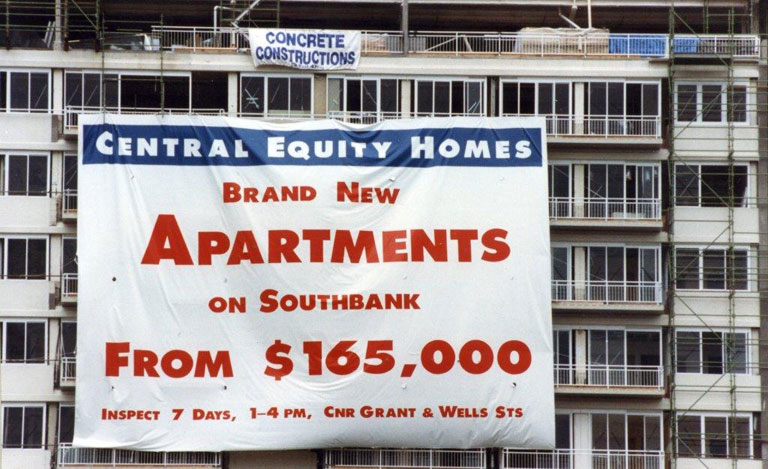 CONCRETE
CONSTRUCTIONS
CENTRAL EQUITY HOMES
BRAND NEW
APARTMENTS
ON SOUTHBANK
FROM $165,000
INSPECT 7 DAYS, 1-4 PM, CNR GRANT & WELLS STS